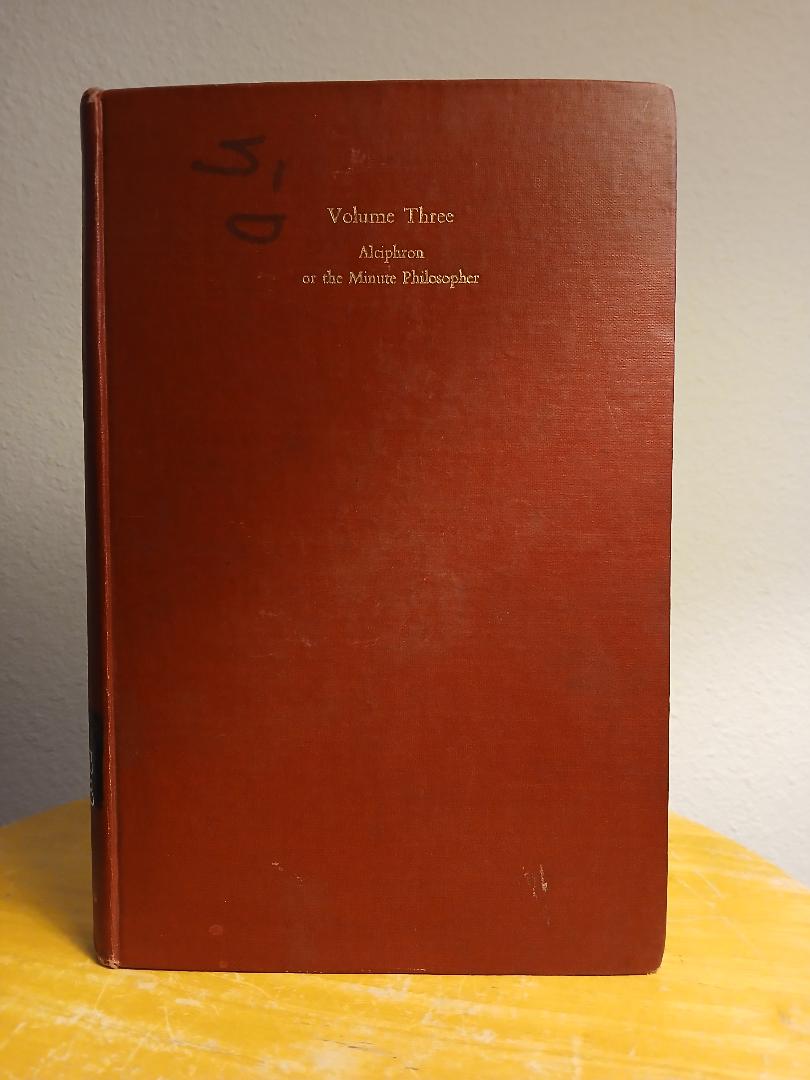 Volume Three
Alciphron
or the Minute Philosopher